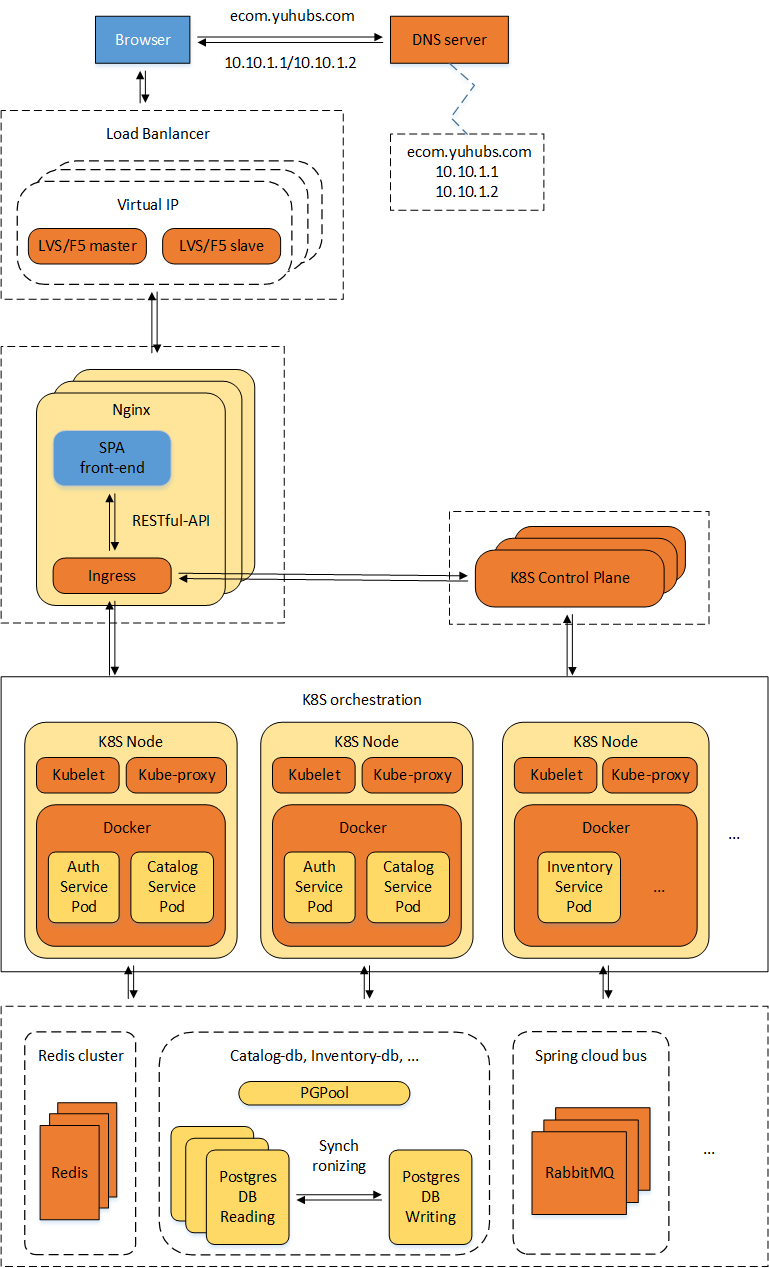 ecom.yuhubs.com
Browser
DNS server
10.10.1.1/10.10.1.2
Load Banlancer
ecom.yuhubs.com
10.10.1.1
10.10.1.2
Virtual IP
LVS/F5 master
LVS/F5 slave
Nginx
SPA
front-end
RESTful-API
Ingress
K8S Control Plane
K8S orchestration
K8S Node
Kubelet
Kube-proxy
Docker
Auth
Service
Pod
Catalog
Service
Pod
K8S Node
Kubelet
Kube-proxy
Docker
Auth
Service
Pod
Catalog
Service
Pod
K8S Node
Kubelet
Kube-proxy
Docker
Inventory
Service
Pod
...
...
Redis cluster
Redis
Catalog-db, Inventory-db, ...
PGPool
Postgres
DB
Reading
Synch
ronizing
Postgres
DB
Writing
Spring cloud bus
RabbitMQ
...